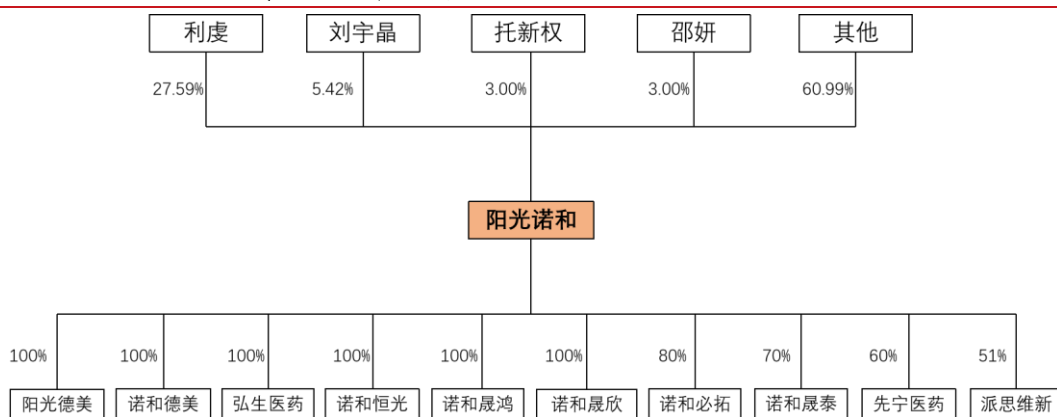 利虔 刘宇晶 托新权 邵妍 其他
27.59% 5.42% 3.00% 3.00% 60.99%
阳光诺和
100% 100% 100% 100% 100% 100% 80% 70% 60% 51%
阳光德美 诺和德美 弘生医药 诺和恒光 诺和晟鸿 诺和晟欣 诺和必拓 诺和晟泰 先宁医药 派思维新